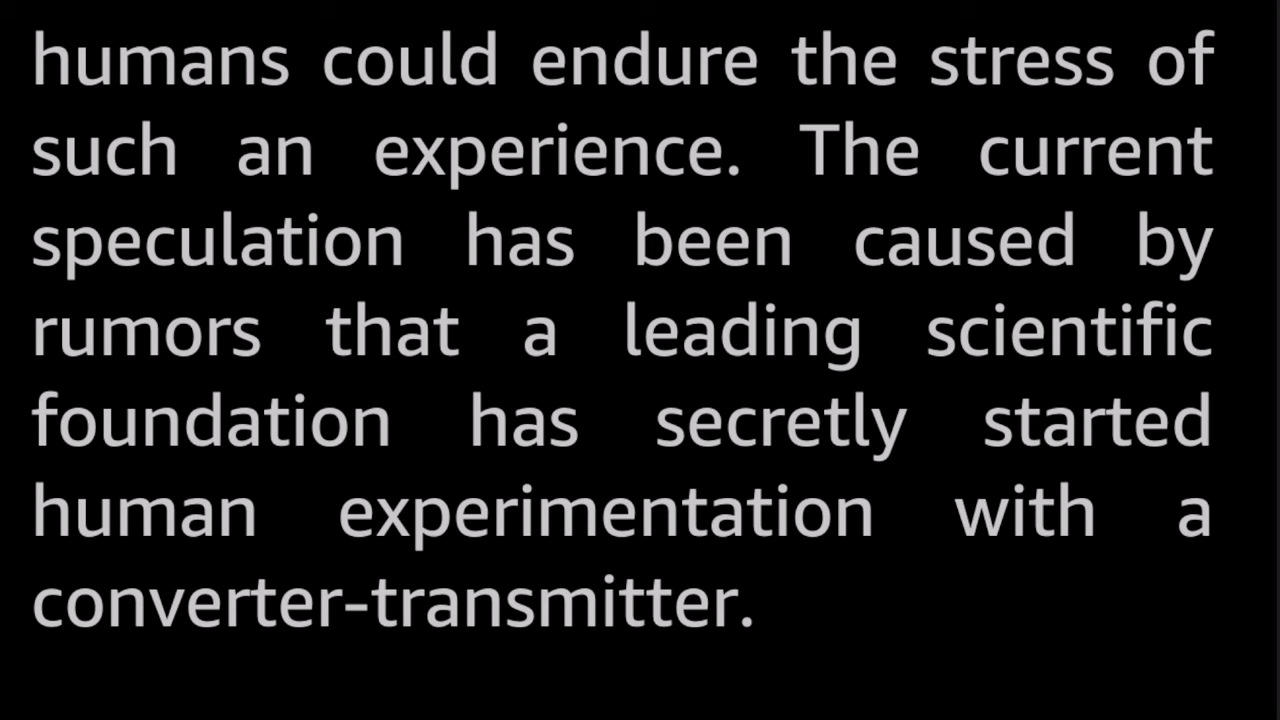 humans could endure the stress of
such an experience. The current
speculation has been caused by
rumors that a leading scientific
foundation has secretly started
human experimentation with a
converter-transmitter.